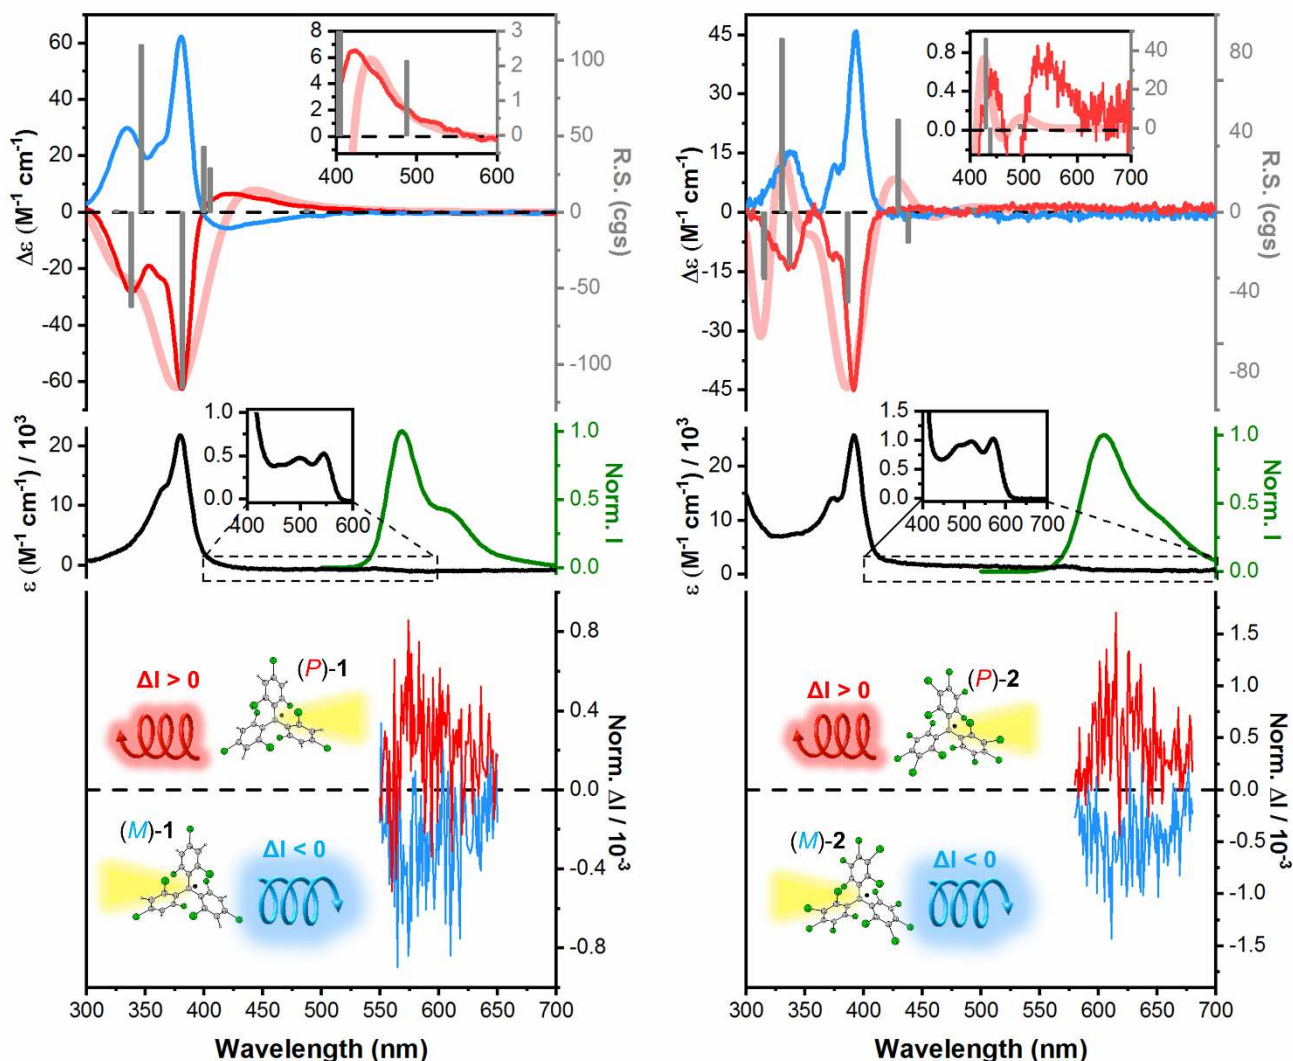 60
40
20
0
-20
-40
-60
Δε (M-1 cm-1)
8
6
4
2
0
400 500 600
3
2
1
0
100
50
0
-50
-100
R.S. (cgs)
20
10
0
ε (M-1 cm-1) / 103
1.0
0.5
0.0
400 500 600
1.0
0.5
0.0
Norm. I
ΔI > 0
(P)-1
(M)-1
ΔI < 0
0.8
0.4
0.0
-0.4
-0.8
Norm. ΔI / 10-3
300 350 400 450 500 550 600 650 700
Wavelength (nm)
45
30
15
0
-15
-30
-45
Δε (M-1 cm-1)
0.8
0.4
0.0
400 500 600 700
40
20
0
80
40
0
-40
-80
R.S. (cgs)
25
20
15
10
5
0
ε (M-1 cm-1) / 103
1.5
1.0
0.5
0.0
400 500 600 700
1.0
0.5
0.0
Norm. I
ΔI > 0
(P)-2
(M)-2
ΔI < 0
1.5
1.0
0.5
0.0
-0.5
-1.0
-1.5
Norm. ΔI / 10-3
300 350 400 450 500 550 600 650 700
Wavelength (nm)